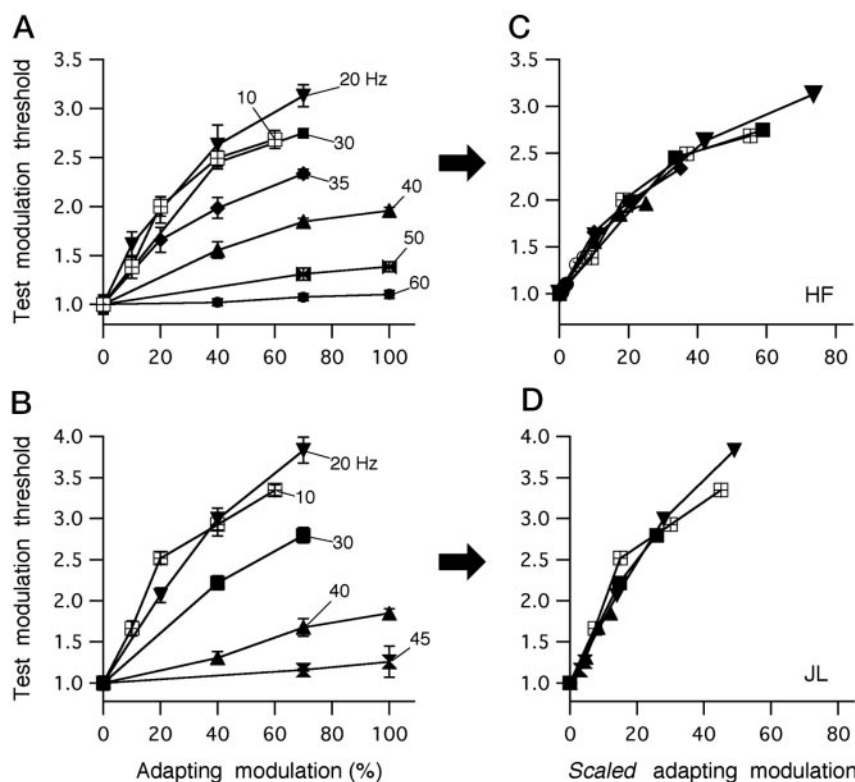 A
Test modulation threshold
3.5
3.0
2.5
2.0
1.5
1.0
0 20 40 60 80 100
20 Hz
10
30
35
40
50
60
C
3.5
3.0
2.5
2.0
1.5
1.0
0 20 40 60 80
HF
B
Test modulation threshold
4.0
3.5
3.0
2.5
2.0
1.5
1.0
0 20 40 60 80 100
Adapting modulation (%)
20 Hz
10
30
40
45
D
4.0
3.5
3.0
2.5
2.0
1.5
1.0
0 20 40 60 80
Scaled adapting modulation
JL